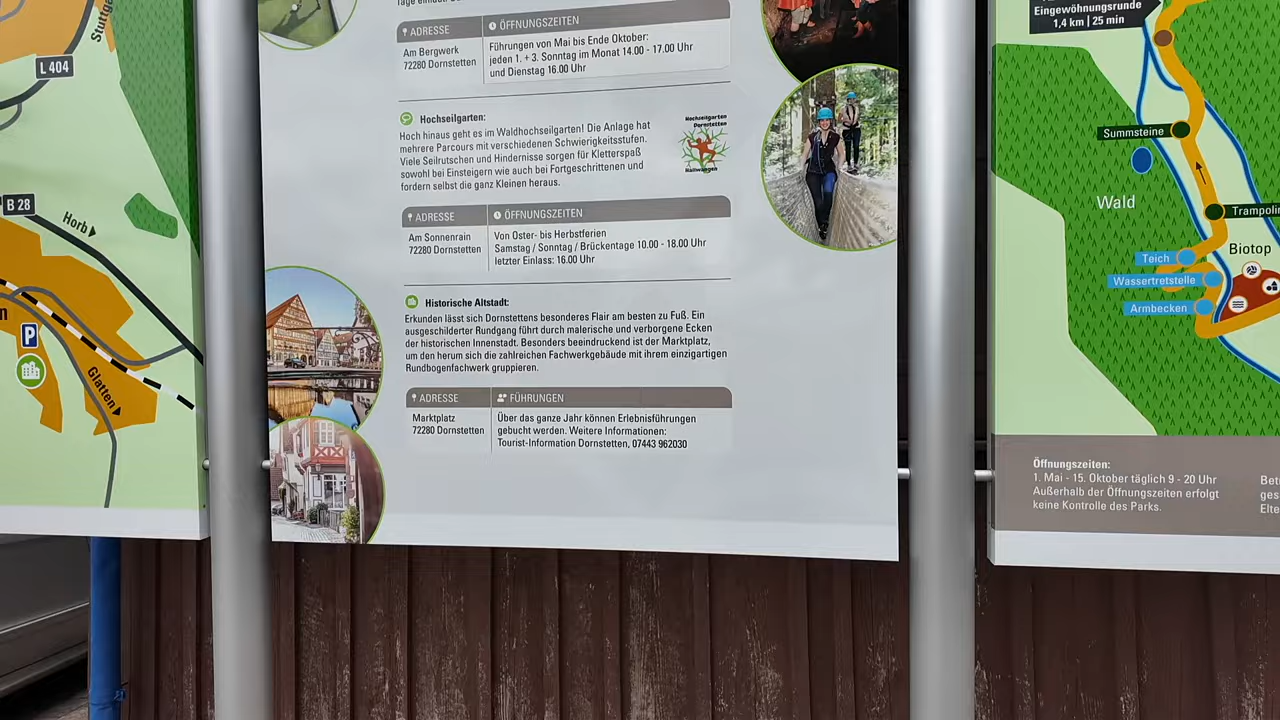 Stuttg
L 404
B 28
Horb
P
Glatten
ADRESSE
ÖFFNUNGSZEITEN
Am Bergwerk
72280 Dornstetten
Führungen von Mai bis Ende Oktober:
jeden 1. + 3. Sonntag im Monat 14.00 - 17.00 Uhr
und Dienstag 16.00 Uhr
Hochseilgarten:
Hoch hinaus geht es im Waldhochseilgarten! Die Anlage hat
mehrere Parcours mit verschiedenen Schwierigkeitsstufen.
Viele Seilrutschen und Hindernisse sorgen für Kletterspaß
sowohl bei Einsteigern wie auch bei Fortgeschrittenen und
fordern selbst die ganz Kleinen heraus.
Hochseilgarten
Dornstetten
Hallwangen
ADRESSE
ÖFFNUNGSZEITEN
Am Sonnenrain
72280 Dornstetten
Von Oster- bis Herbstferien
Samstag / Sonntag / Brückentage 10.00 - 18.00 Uhr
letzter Einlass: 16.00 Uhr
Historische Altstadt:
Erkunden lässt sich Dornstettens besonderes Flair am besten zu Fuß. Ein
ausgeschilderter Rundgang führt durch malerische und verborgene Ecken
der historischen Innenstadt. Besonders beeindruckend ist der Marktplatz,
um den herum sich die zahlreichen Fachwerkgebäude mit ihrem einzigartigen
Rundbogenfachwerk gruppieren.
ADRESSE
FÜHRUNGEN
Marktplatz
72280 Dornstetten
Über das ganze Jahr können Erlebnisführungen
gebucht werden. Weitere Informationen:
Tourist-Information Dornstetten, 07443 962030
Eingewöhnungsrunde
1,4 km | 25 min
Summsteine
Wald
Trampolin
Teich
Biotop
Wassertretstelle
Armbecken
Öffnungszeiten:
1. Mai - 15. Oktober täglich 9 - 20 Uhr
Außerhalb der Öffnungszeiten erfolgt
keine Kontrolle des Parks.
Bet
ges
Elte